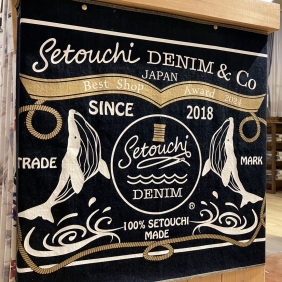 Setouchi DENIM & Co
JAPAN
Best Shop Award 2024
SINCE 2018
Setouchi
DENIM
TRADE MARK
®
100% SETOUCHI
MADE